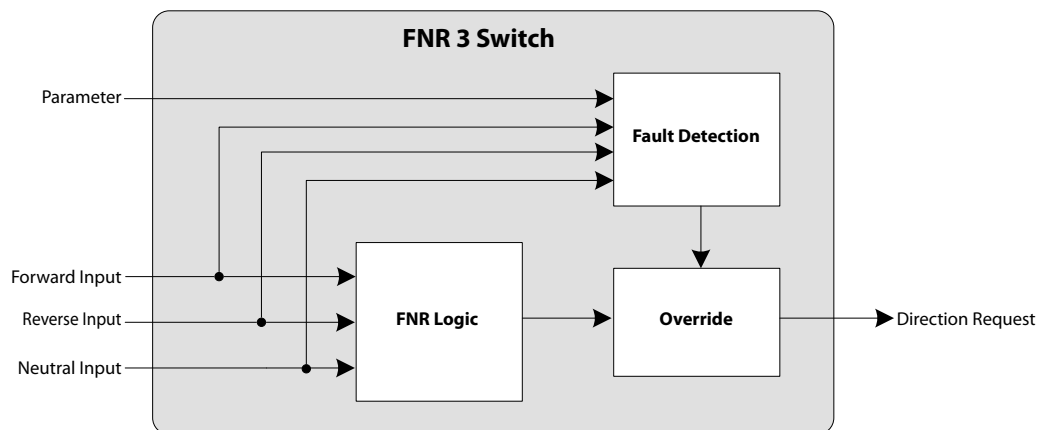 FNR 3 Switch
Parameter
Fault Detection
Forward Input
Reverse Input
FNR Logic
Override
Direction Request
Neutral Input